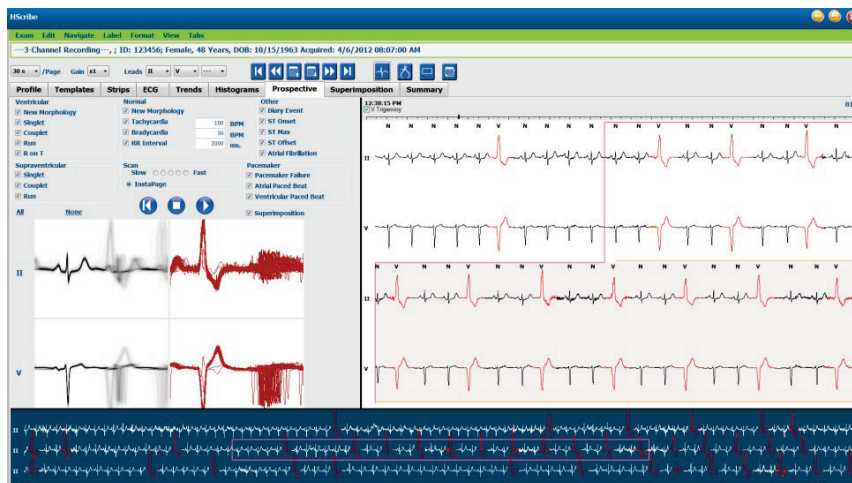 HScribe
Exam Edit Navigate Label Format View Tabs
---3-Channel Recording---, ; ID: 123456; Female, 48 Years, DOB: 10/15/1963 Acquired: 4/6/2012 08:07:00 AM
30 s /Page Gain x1 Leads II V ---
Profile Templates Strips ECG Trends Histograms Prospective Superimposition Summary
Ventricular Normal Other
New Morphology New Morphology Diary Event
Singlet Tachycardia 100 BPM ST Onset
Couplet Bradycardia 50 BPM ST Max
Run RR Interval 2000 ms. ST Offset
R on T Atrial Fibrillation
Supraventricular Scan Pacemaker
Singlet Slow Fast Pacemaker Failure
Couplet InstaPage Atrial Paced Beat
Run Ventricular Paced Beat
All None Superimposition
II
V
12:38:15 PM 01
V Trigeminy
N N N N N V N N N N N V N N V N N V
II
V
N V N N V N N V N N N V N N V N N V N N V
II
V
II
II
II